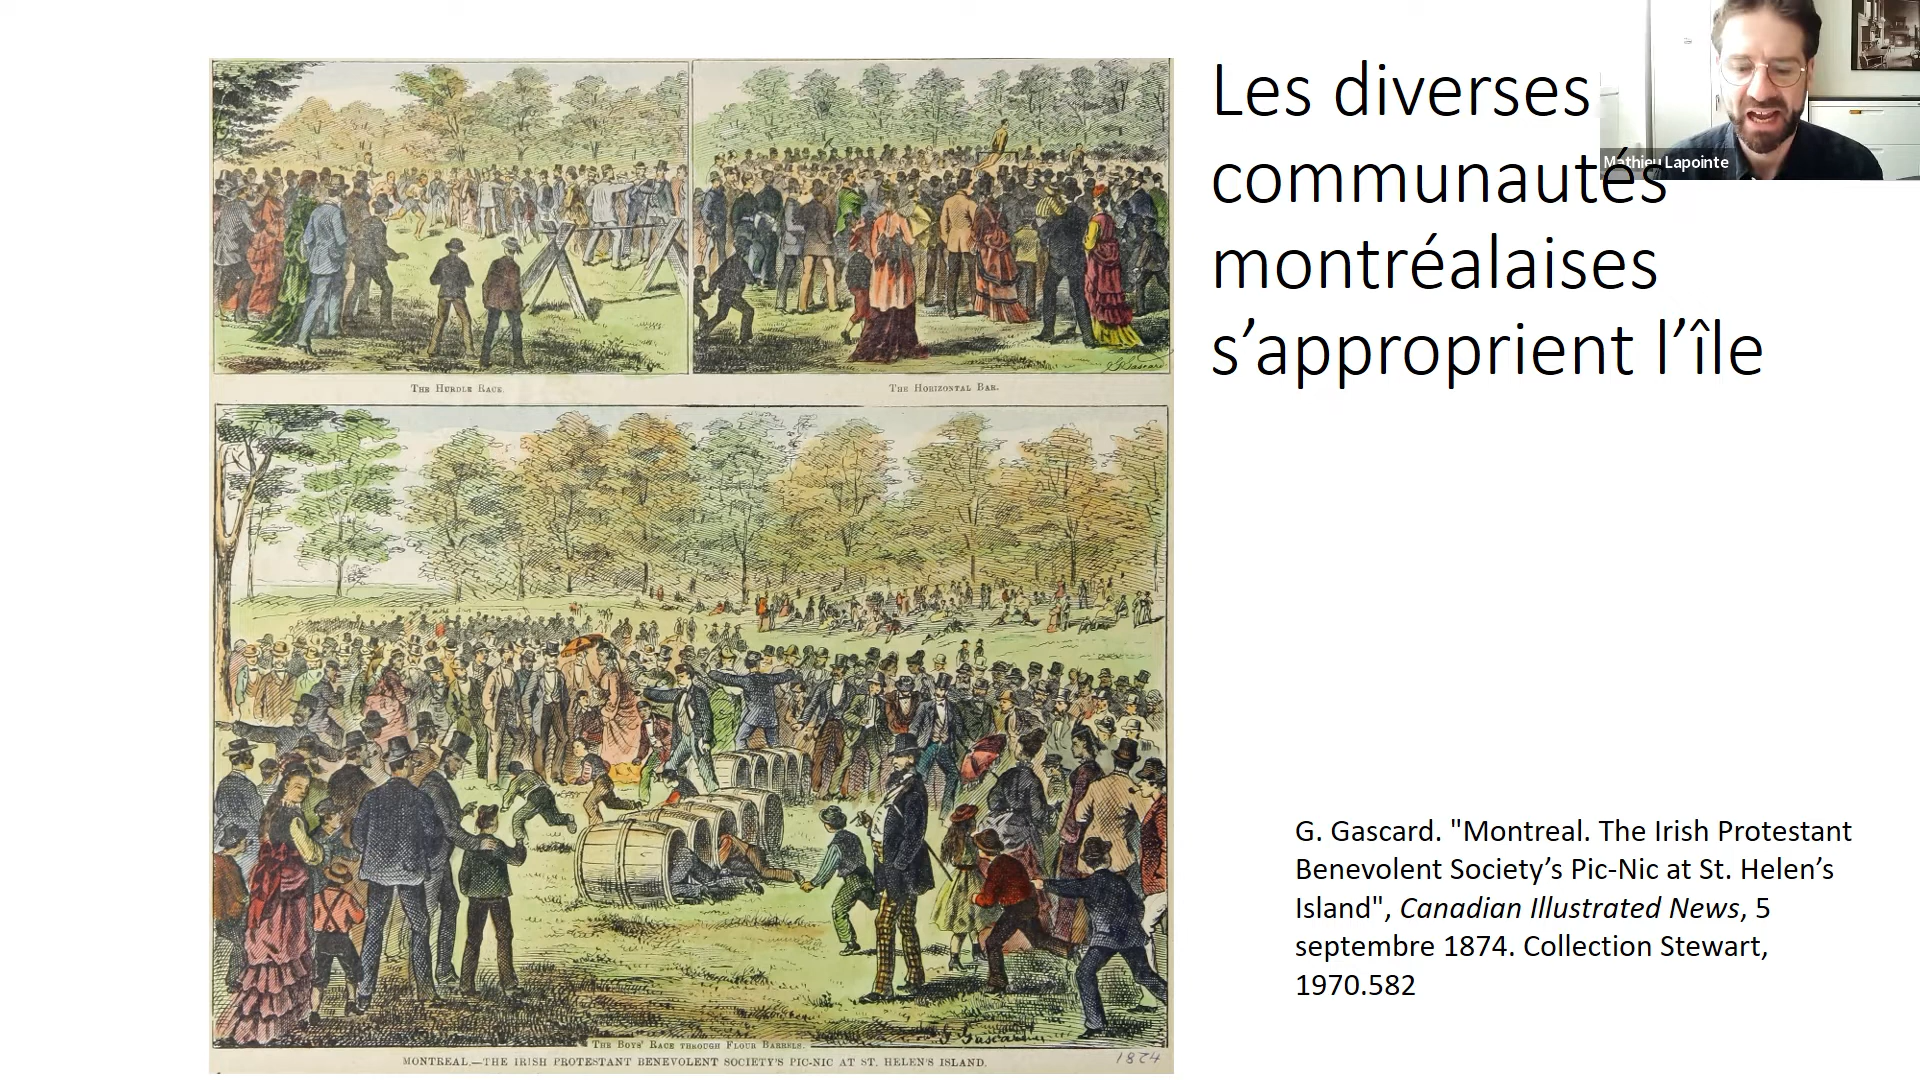 Les diverses
communautés
montréalaises
s’approprient l’île
Mathieu Lapointe
The Hurdle Race.
The Horizontal Bar.
G. Gascard. "Montreal. The Irish Protestant
Benevolent Society’s Pic-Nic at St. Helen’s
Island", Canadian Illustrated News, 5
septembre 1874. Collection Stewart,
1970.582
The Boys' Race through Flour Barrels.
MONTREAL.—THE IRISH PROTESTANT BENEVOLENT SOCIETY'S PIC-NIC AT ST. HELEN'S ISLAND.